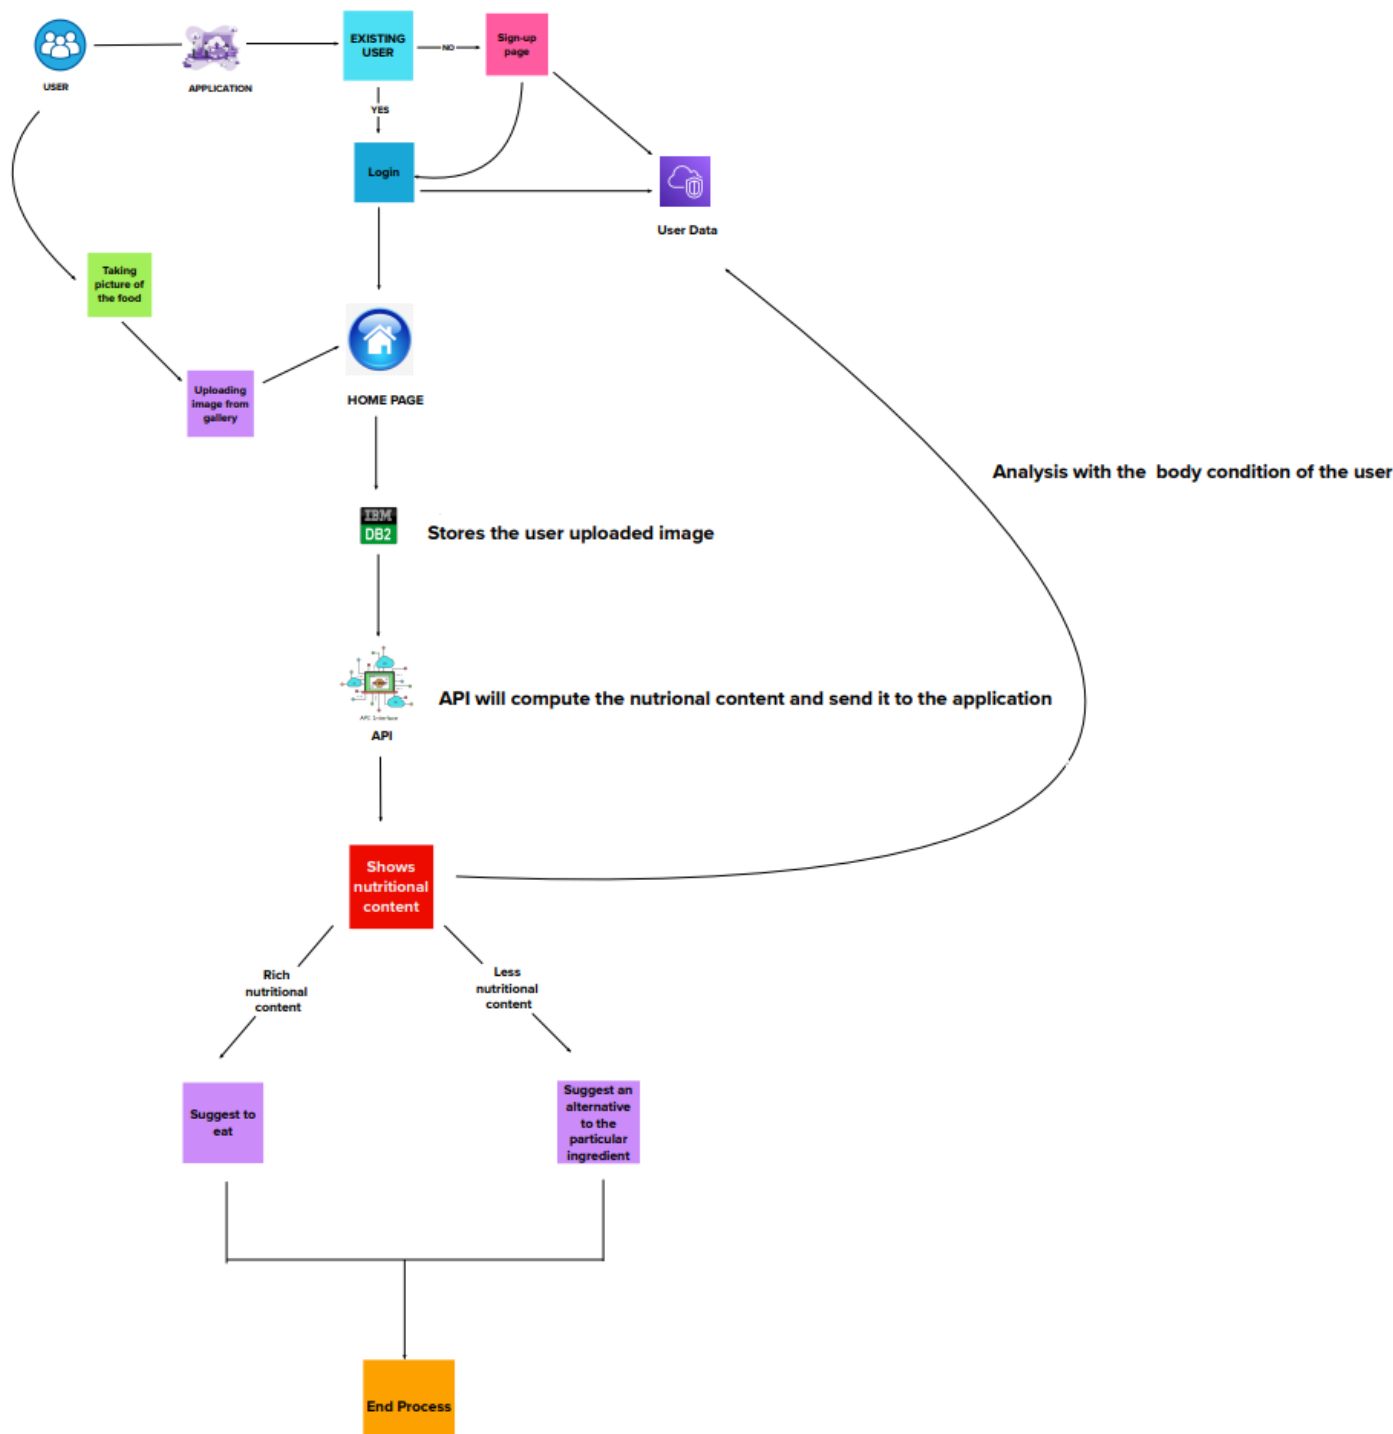 USER
APPLICATION
EXISTING
USER
NO
Sign-up
page
YES
Login
User Data
Taking
picture of
the food
Uploading
image from
gallery
HOME PAGE
Analysis with the body condition of the user
IBM
DB2
Stores the user uploaded image
API Interface
API will compute the nutrional content and send it to the application
API
Shows
nutritional
content
Rich
nutritional
content
Less
nutritional
content
Suggest to
eat
Suggest an
alternative
to the
particular
ingredient
End Process